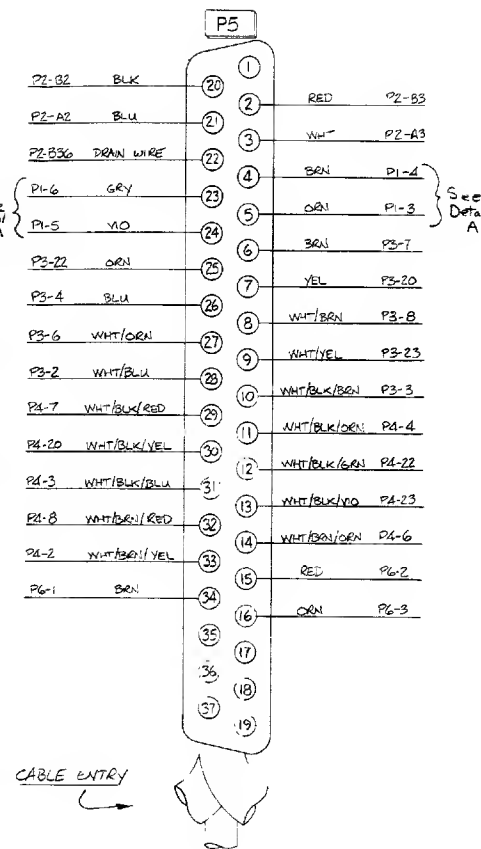 P5
1
P2-B2 BLK 20
2 RED P2-B3
P2-A2 BLU 21
3 WHT P2-A3
P2-B36 DRAIN WIRE 22
4 BRN P1-4
P1-6 GRY 23
5 ORN P1-3
See
Deta
A
P1-5 VIO 24
6 BRN P3-7
P3-22 ORN 25
7 YEL P3-20
P3-4 BLU 26
8 WHT/BRN P3-8
P3-6 WHT/ORN 27
9 WHT/YEL P3-23
P3-2 WHT/BLU 28
10 WHT/BLK/BRN P3-3
P4-7 WHT/BLK/RED 29
11 WHT/BLK/ORN P4-4
P4-20 WHT/BLK/YEL 30
12 WHT/BLK/GRN P4-22
P4-3 WHT/BLK/BLU 31
13 WHT/BLK/VIO P4-23
P4-8 WHT/BRN/RED 32
14 WHT/BRN/ORN P4-6
P4-2 WHT/BRN/YEL 33
15 RED P6-2
P6-1 BRN 34
16 ORN P6-3
35
17
36
18
37
19
CABLE ENTRY